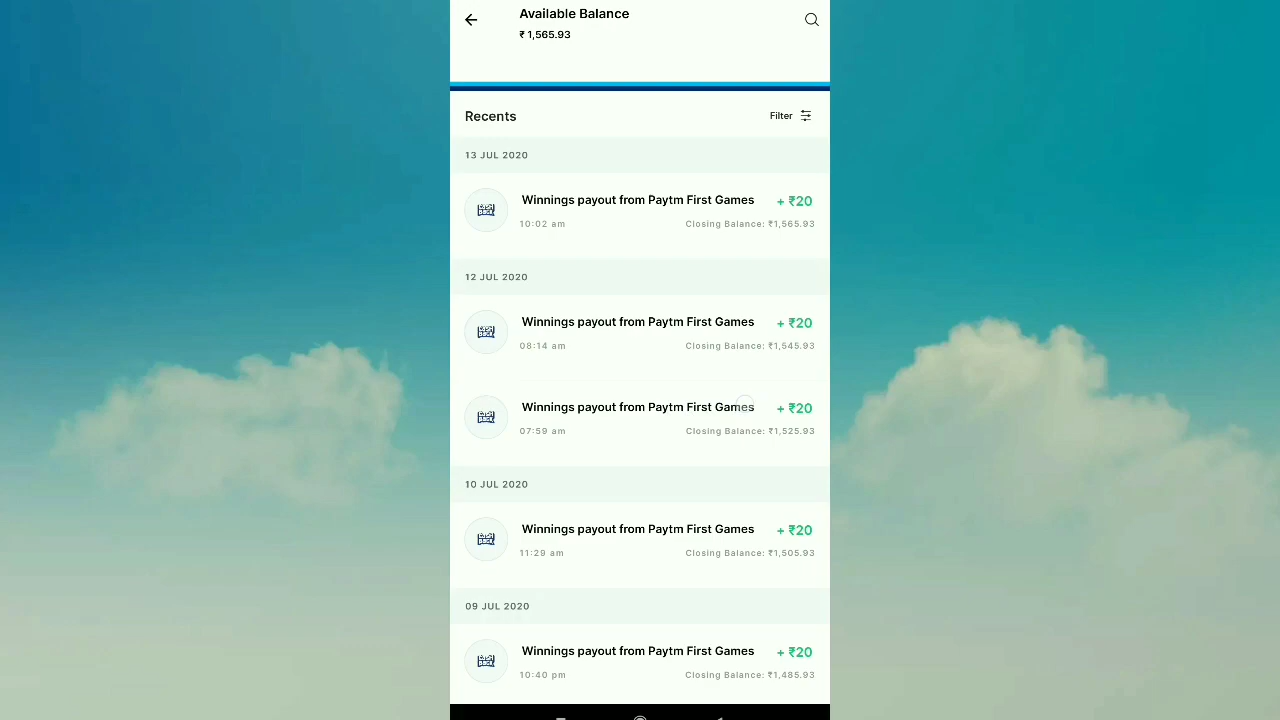 Available Balance
₹ 1,565.93
Recents
Filter
13 JUL 2020
Winnings payout from Paytm First Games + ₹20
10:02 am Closing Balance: ₹1,565.93
12 JUL 2020
Winnings payout from Paytm First Games + ₹20
08:14 am Closing Balance: ₹1,545.93
Winnings payout from Paytm First Games + ₹20
07:59 am Closing Balance: ₹1,525.93
10 JUL 2020
Winnings payout from Paytm First Games + ₹20
11:29 am Closing Balance: ₹1,505.93
09 JUL 2020
Winnings payout from Paytm First Games + ₹20
10:40 pm Closing Balance: ₹1,485.93